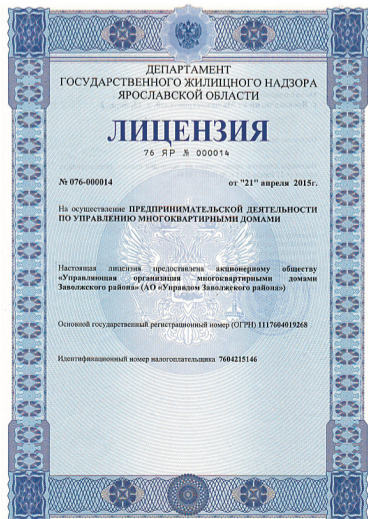 ДЕПАРТАМЕНТ
ГОСУДАРСТВЕННОГО ЖИЛИЩНОГО НАДЗОРА
ЯРОСЛАВСКОЙ ОБЛАСТИ
ЛИЦЕНЗИЯ
76 ЯР № 000014
№ 076-000014 от "21" апреля 2015г.
На осуществление ПРЕДПРИНИМАТЕЛЬСКОЙ ДЕЯТЕЛЬНОСТИ
ПО УПРАВЛЕНИЮ МНОГОКВАРТИРНЫМИ ДОМАМИ
Настоящая лицензия предоставлена акционерному обществу
«Управляющая организация многоквартирными домами
Заволжского района» (АО «Управдом Заволжского района»)
Основной государственный регистрационный номер (ОГРН) 1117604019268
Идентификационный номер налогоплательщика 7604215146